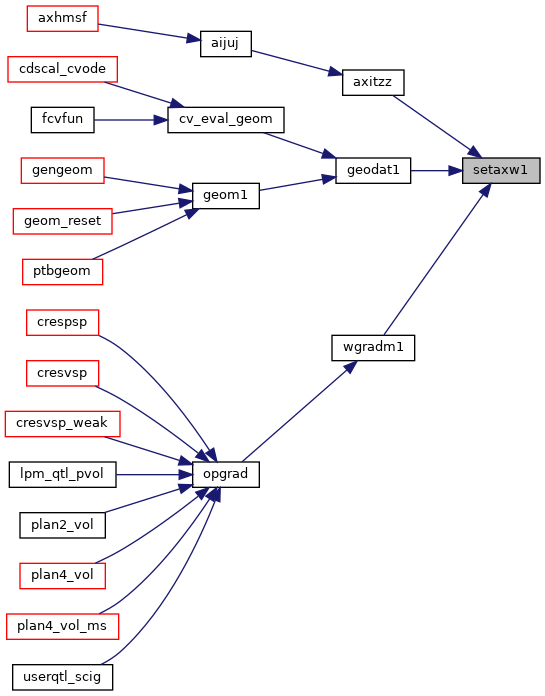 axhmsf
aijuj
cdscal_cvode
axitzz
fcvfun
cv_eval_geom
gengeom
geodat1
setaxw1
geom1
geom_reset
ptbgeom
crespsp
wgradm1
cresvsp
cresvsp_weak
lpm_qtl_pvol
opgrad
plan2_vol
plan4_vol
plan4_vol_ms
userqtl_scig